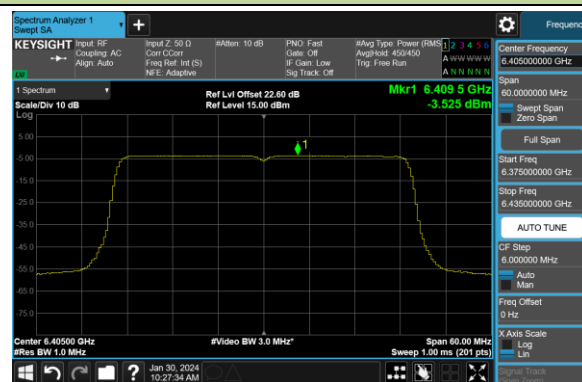 Spectrum Analyzer 1
Swept SA
Frequen
KEYSIGHT
Input: RF
Coupling: AC
Align: Auto
Input Z: 50 Ω
Corr CCorr
Freq Ref: Int (S)
NFE: Adaptive
#Atten: 10 dB
PNO: Fast
Gate: Off
IF Gain: Low
Sig Track: Off
#Avg Type: Power (RMS
Avg|Hold: 450/450
Trig: Free Run
1 2 3 4 5 6
A W W W W W
A N N N N N
LXI
1 Spectrum
Scale/Div 10 dB
Log
Ref Lvl Offset 22.60 dB
Ref Level 15.00 dBm
Mkr1 6.409 5 GHz
-3.525 dBm
1
5.00
-5.00
-15.0
-25.0
-35.0
-45.0
-55.0
-65.0
-75.0
Center 6.40500 GHz
#Res BW 1.0 MHz
#Video BW 3.0 MHz*
Span 60.00 MHz
Sweep 1.00 ms (201 pts)
Center Frequency
6.405000000 GHz
Span
60.0000000 MHz
Swept Span
Zero Span
Full Span
Start Freq
6.375000000 GHz
Stop Freq
6.435000000 GHz
AUTO TUNE
CF Step
6.000000 MHz
Auto
Man
Freq Offset
0 Hz
X Axis Scale
Log
Lin
Signal Track
Jan 30, 2024
10:27:34 AM